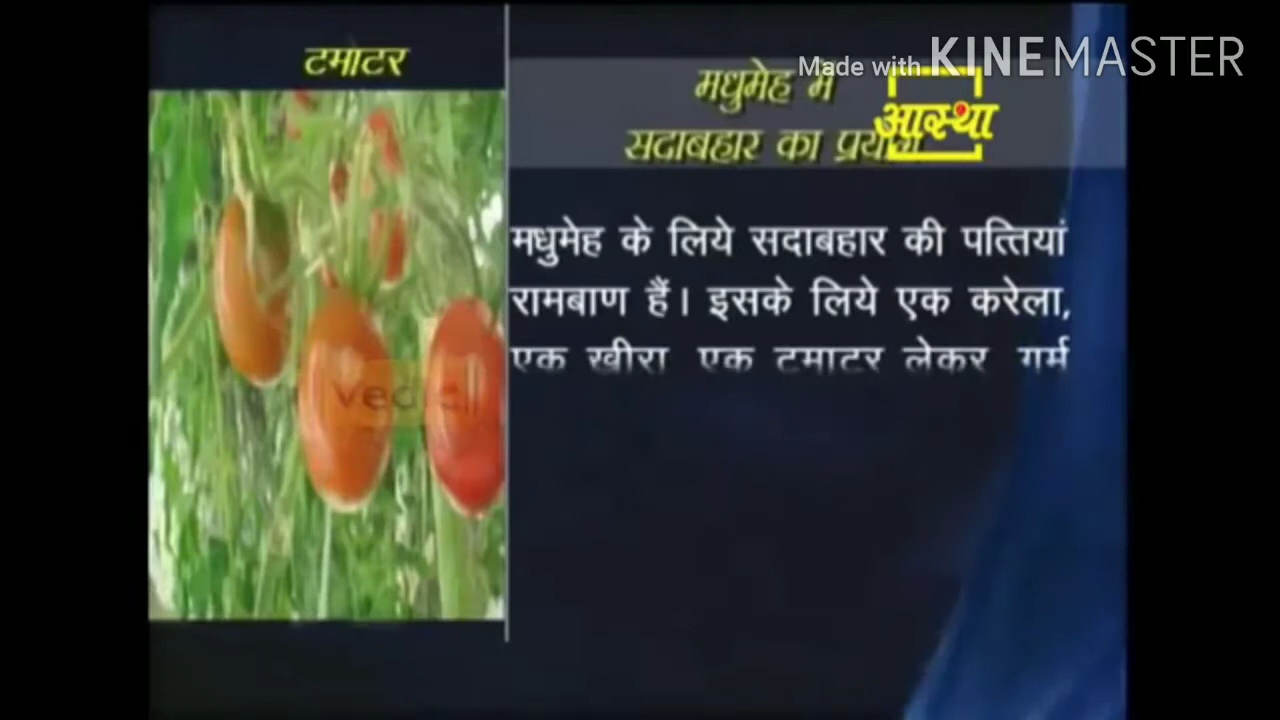 टमाटर
Made with KINEMASTER
मधुमेह में
आस्था
सदाबहार का
मधुमेह के लिये सदाबहार की पत्तियां
रामबाण हैं। इसके लिये एक करेला,
एक खीरा, एक टमाटर लेकर, गर्म